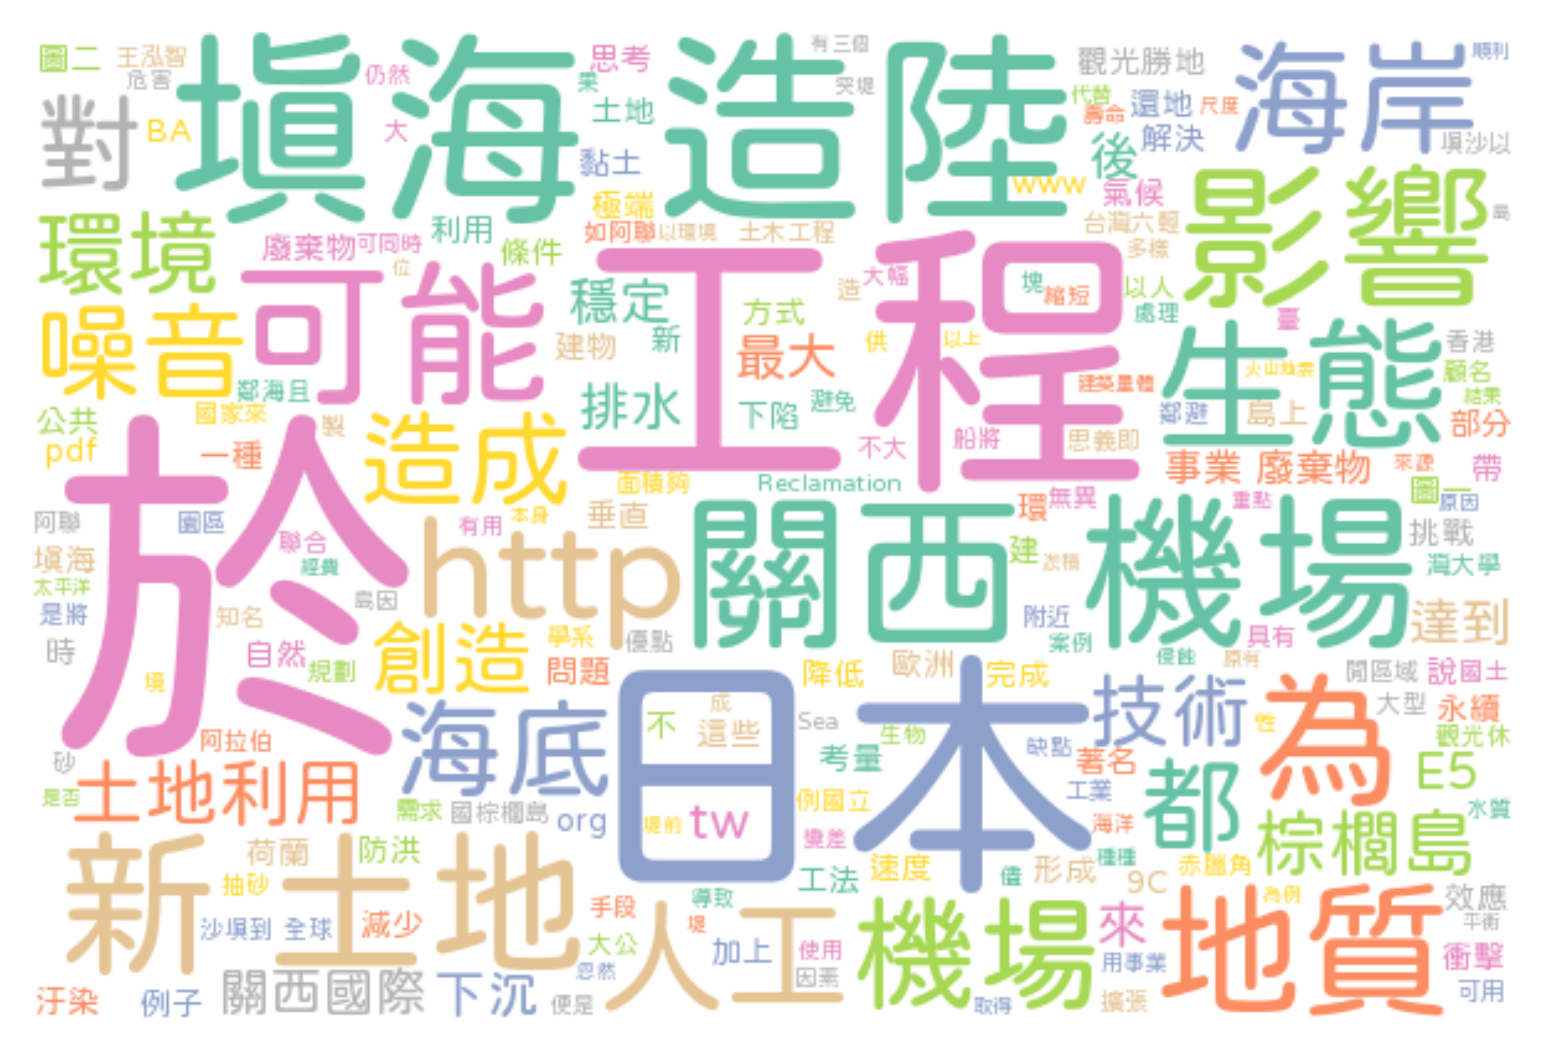 圖二 王泓智 仍然 填海造陸 思考 有三個 觀光勝地 海岸 順利
危害 果 突堤 代替 還地 尺度
對 BA 大 土地 壽命 解決 填沙以
黏土 後
環境 極端 www 氣候 影響 島
廢棄物 可同時 利用 條件 如阿聯 以環境 土木工程 台灣六輕 多樣
位 可能 工程 穩定 造 大幅 塊 縮短 以人
噪音 建物 新 方式 處理 臺
最大 供 以上 生態 香港
鄰海且 排水 下陷 避免 建築量體 顧名
公共 國家來 製 造成 鄰避 島上 結果
pdf 一種 不大 船將 思義即 部分
於 面積夠 Reclamation 事業 廢棄物 來源 帶
阿聯 園區 有用 本身 垂直 環 無異 重點 原因
聯合 http 關西機場 建 挑戰
填海 經費 灣大學
太平洋 島因
是將 知名 附近 達到
時 自然 規劃 創造 學系 優點 案例 具有
境 問題 降低 歐洲 完成 侵蝕 原有 說國土
日本 成 技術 為 大型 永續
阿拉伯 海底 不 這些 Sea 生物 觀光休
砂 考量 缺點 著名 E5
是否 土地利用 需求 國棕櫚島 org 堤前 tw 例國立 工業 都 水質
變差 海洋 棕櫚島
新土地 荷蘭 防洪 工法 速度 形成 種種 赤臘角
抽砂 9C 為例 效應
沙填到 全球 減少 手段 導致 人工 機場 來 地質 平衡
大公 堤 加上 使用 用事業 衝擊
關西國際 下沉 忽然 因素
汙染 例子 便是 取得 擴張 可用